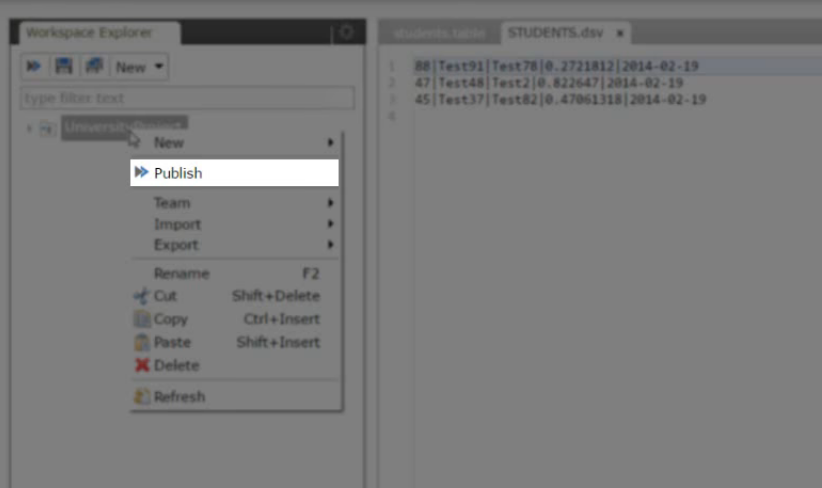 Workspace Explorer
New
type filter text
UniversityProject
New
Publish
Team
Import
Export
Rename F2
Cut Shift+Delete
Copy Ctrl+Insert
Paste Shift+Insert
Delete
Refresh
students.table STUDENTS.dsv ×
1 88|Test91|Test78|0.2721812|2014-02-19
2 47|Test48|Test2|0.822647|2014-02-19
3 45|Test37|Test82|0.47061318|2014-02-19
4